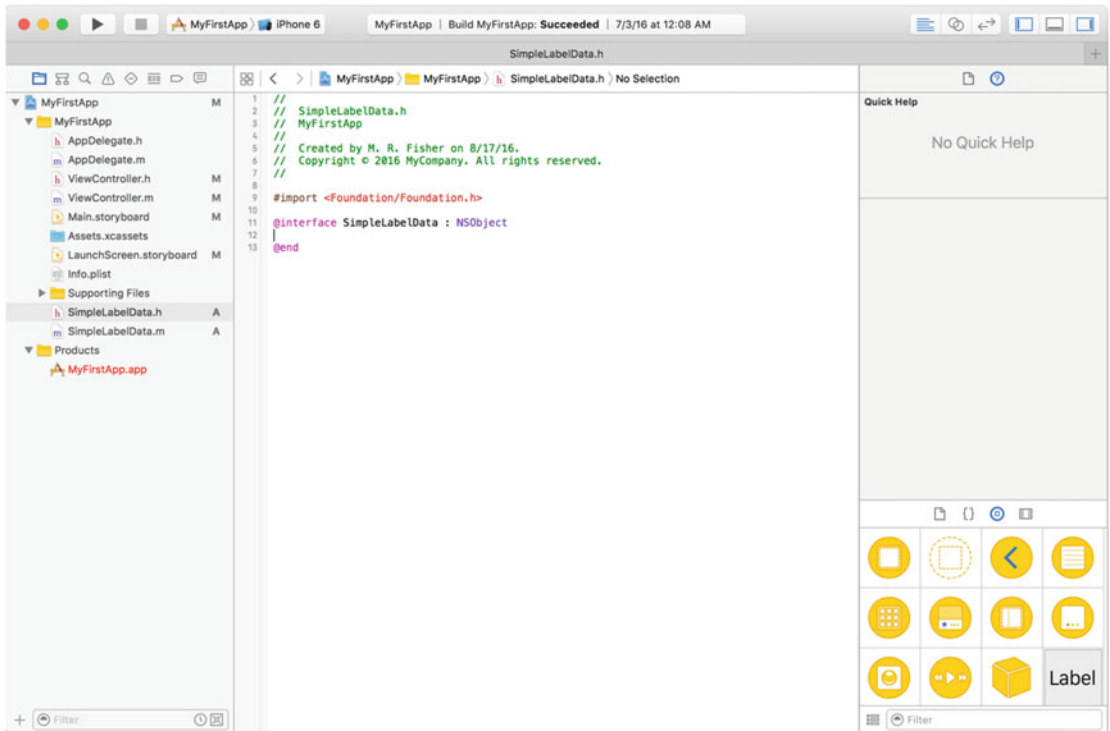 MyFirstApp
iPhone 6
MyFirstApp | Build MyFirstApp: Succeeded | 7/3/16 at 12:08 AM
SimpleLabelData.h
MyFirstApp
MyFirstApp
h
SimpleLabelData.h
No Selection
MyFirstApp M
MyFirstApp
h AppDelegate.h
m AppDelegate.m
h ViewController.h M
m ViewController.m M
Main.storyboard M
Assets.xcassets
LaunchScreen.storyboard M
Info.plist
Supporting Files
h SimpleLabelData.h A
m SimpleLabelData.m A
Products
MyFirstApp.app
Filter
1 //
2 //  SimpleLabelData.h
3 //  MyFirstApp
4 //
5 //  Created by M. R. Fisher on 8/17/16.
6 //  Copyright © 2016 MyCompany. All rights reserved.
7 //
8
9 #import <Foundation/Foundation.h>
10
11 @interface SimpleLabelData : NSObject
12
13 @end
Quick Help
No Quick Help
{}
Label
Filter